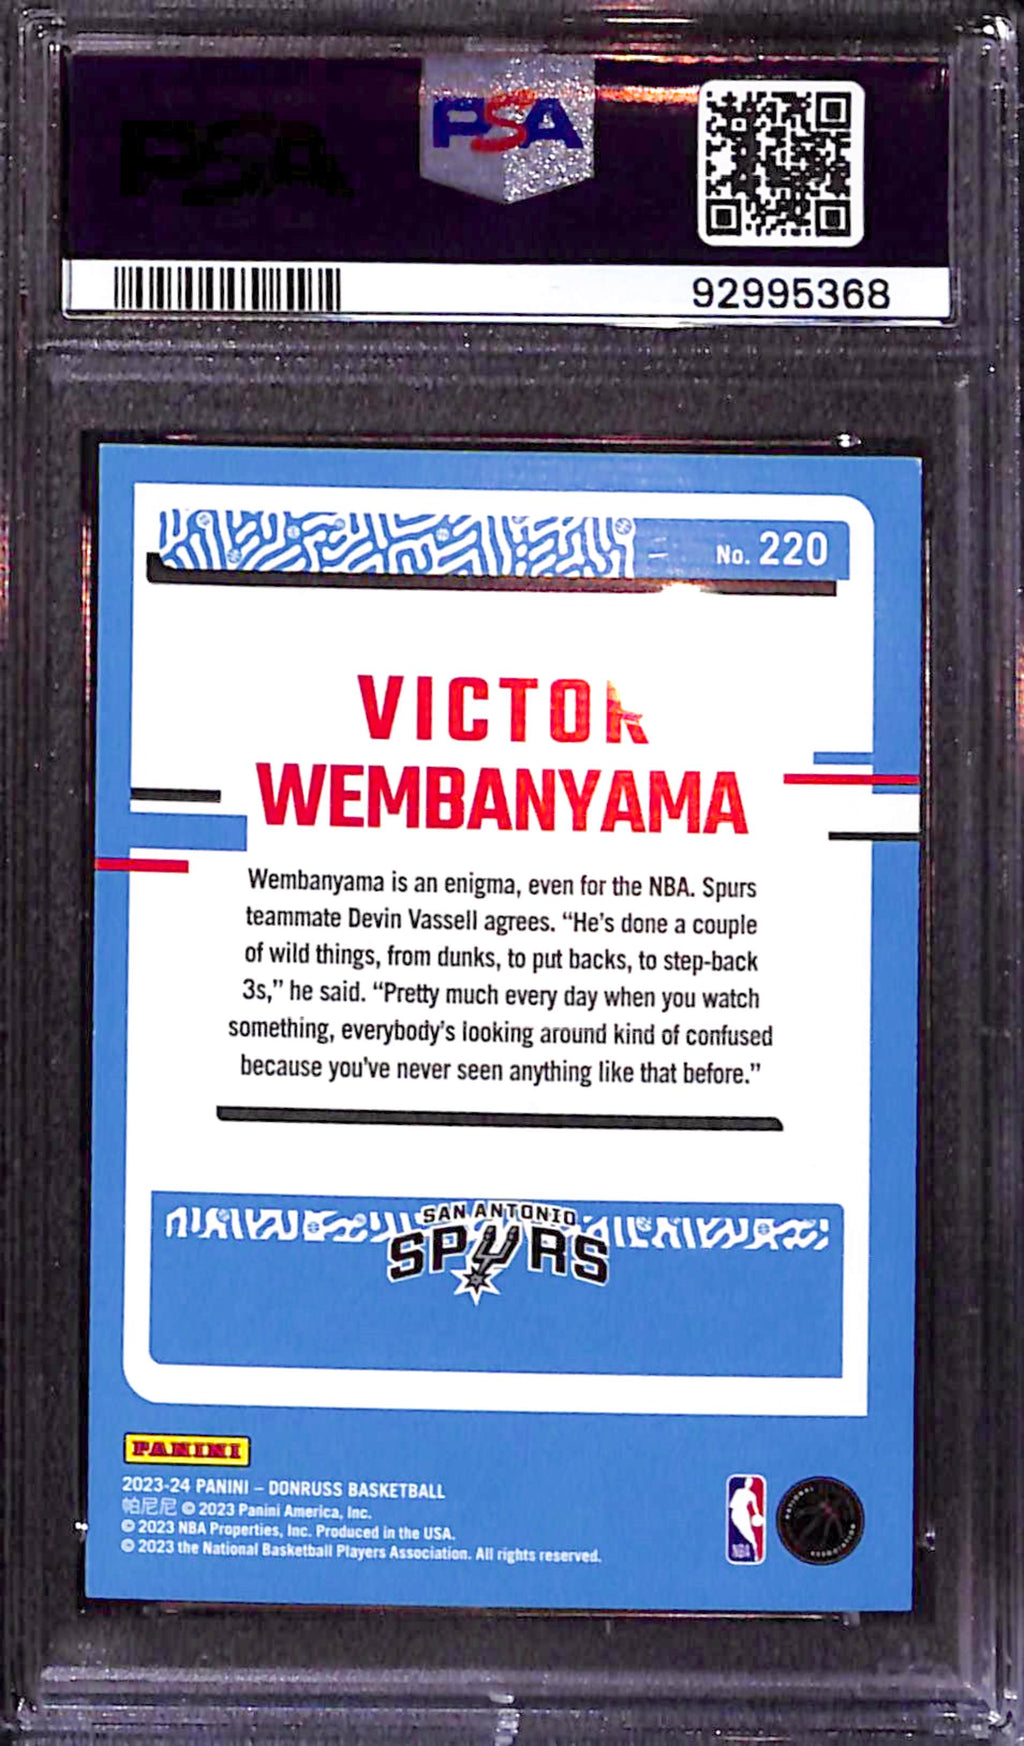 PSA
PSA
92995368
No. 220
VICTOR
WEMBANYAMA
Wembanyama is an enigma, even for the NBA. Spurs
teammate Devin Vassell agrees. “He’s done a couple
of wild things, from dunks, to put backs, to step-back
3s,” he said. “Pretty much every day when you watch
something, everybody’s looking around kind of confused
because you’ve never seen anything like that before.”
SAN ANTONIO
SPURS
PANINI
2023-24 PANINI – DONRUSS BASKETBALL
帕尼尼 © 2023 Panini America, Inc.
© 2023 NBA Properties, Inc. Produced in the USA.
© 2023 the National Basketball Players Association. All rights reserved.
NBA